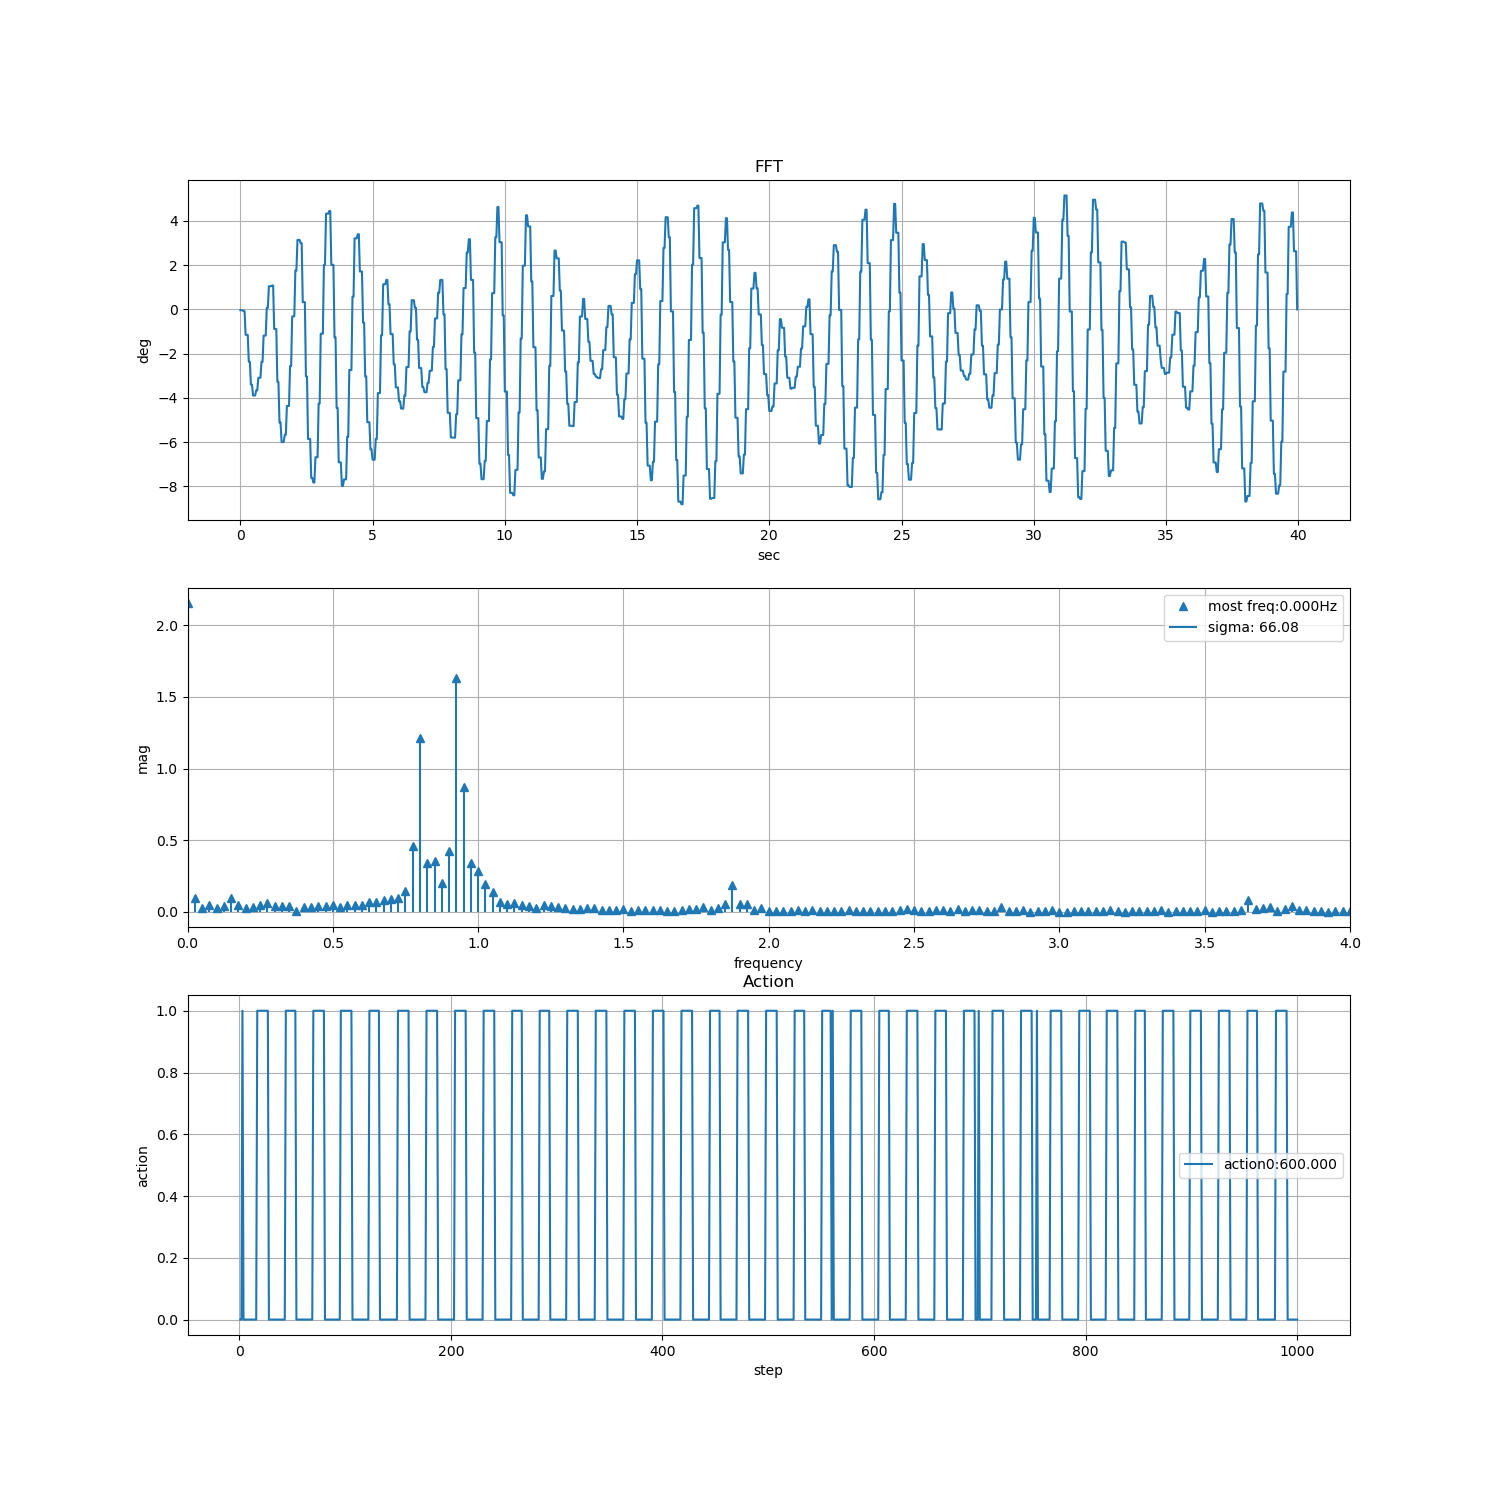 FFT
4
2
0
−2
−4
−6
−8
deg
0 5 10 15 20 25 30 35 40
sec
most freq:0.000Hz
sigma: 66.08
2.0
1.5
1.0
0.5
0.0
mag
0.0 0.5 1.0 1.5 2.0 2.5 3.0 3.5 4.0
frequency
Action
1.0
0.8
0.6
0.4
0.2
0.0
action
action0:600.000
0 200 400 600 800 1000
step